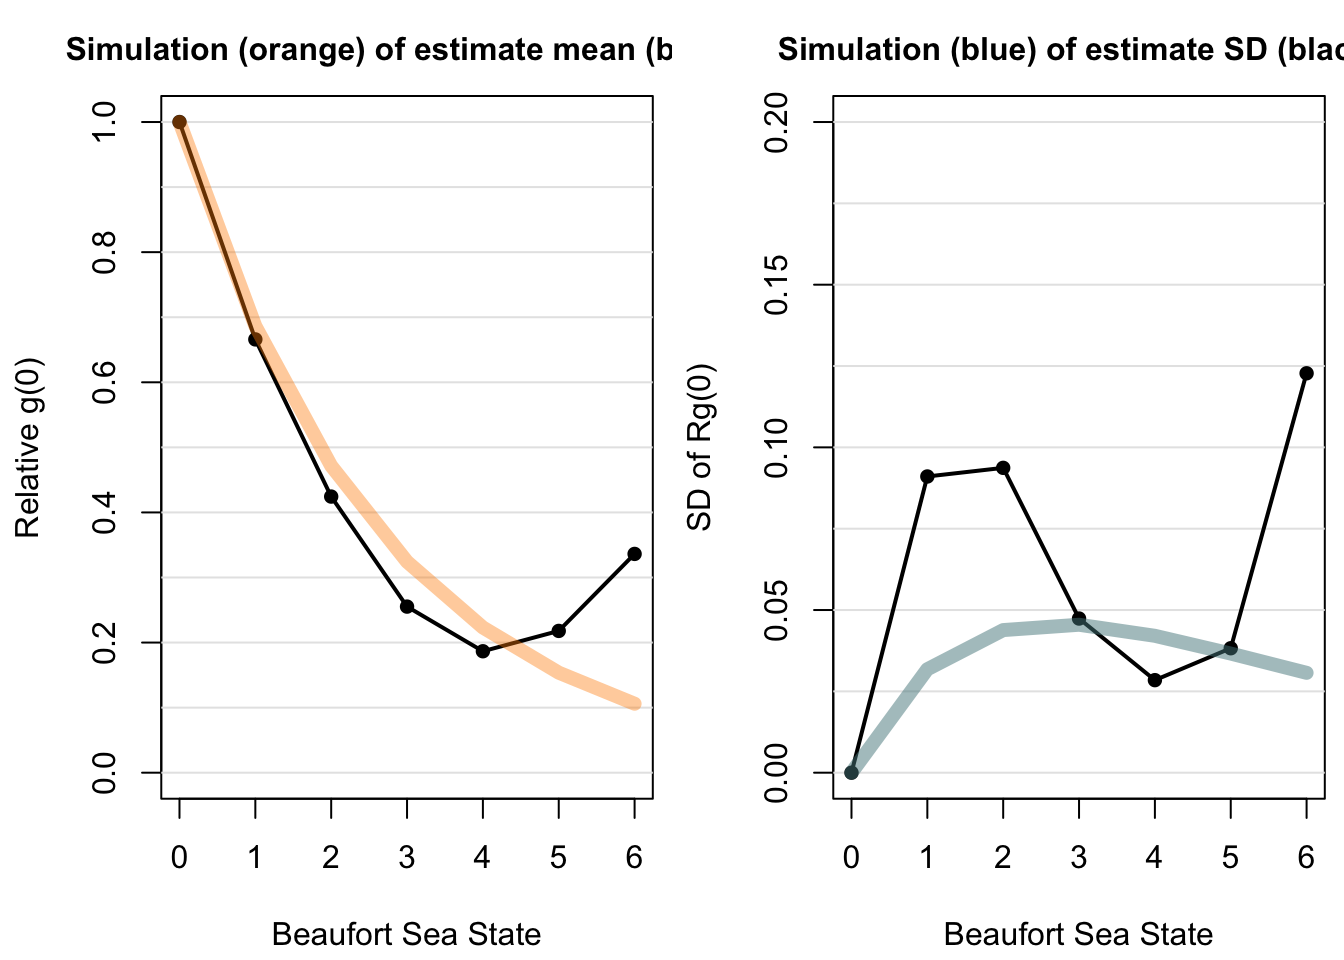 Simulation (orange) of estimate mean (b
1.0
0.8
0.6
0.4
0.2
0.0
Relative g(0)
0 1 2 3 4 5 6
Beaufort Sea State
Simulation (blue) of estimate SD (blac
0.20
0.15
0.10
0.05
0.00
SD of Rg(0)
0 1 2 3 4 5 6
Beaufort Sea State